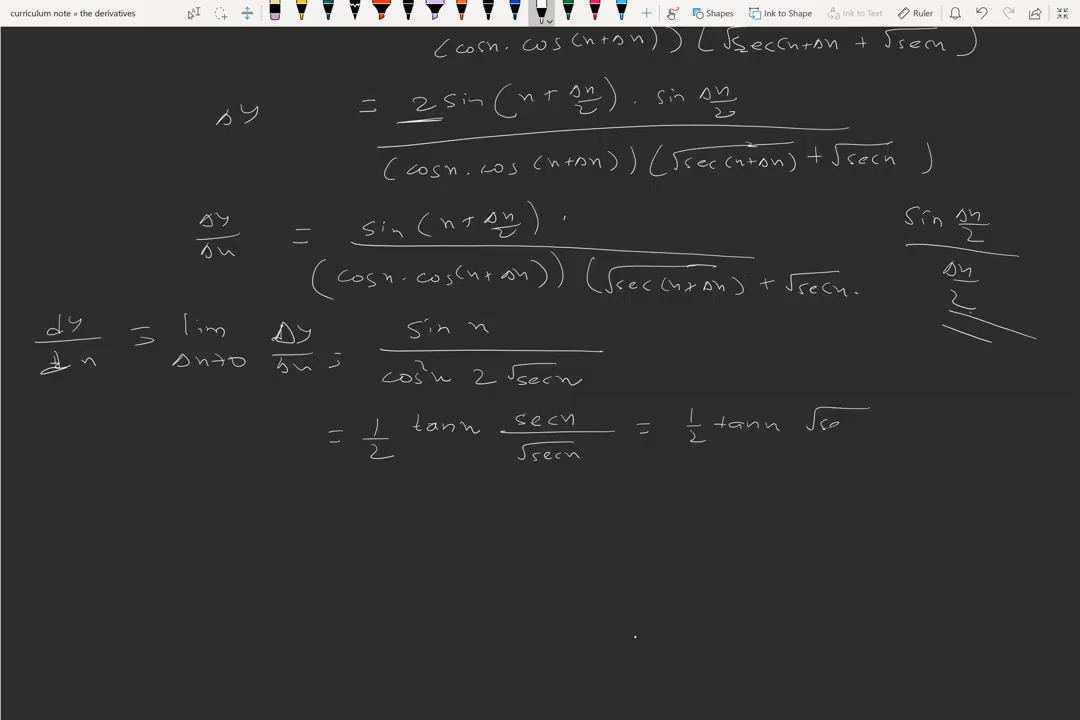 curriculum note » the derivatives
Shapes
Ink to Shape
Ink to Text
Ruler
(cosx. cos (x+Δx)) (√sec(x+Δx + √secx)
Δy = 2 sin(x + Δx/2) . sin Δx/2
(cosx. cos (x+Δx)) (√sec(x+Δx) + √secx)
Δy/Δx = sin (x + Δx/2) .
(cosx. cos(x + Δx)) (√sec(x+Δx) + √secx.
sin Δx/2
Δx/2
dy/dx = lim Δx→0 Δy/Δx = sin x / cos²x 2 √secx
= 1/2 tanx secx/√secx = 1/2 tanx √se